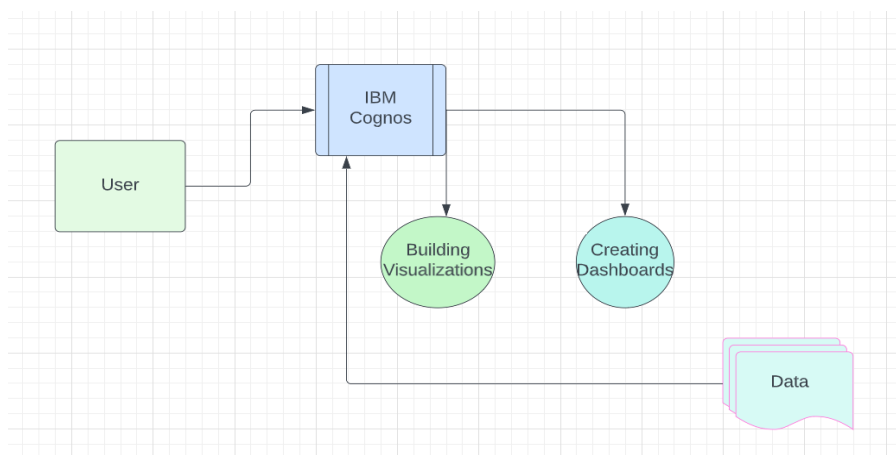 IBM
Cognos
User
Building
Visualizations
Creating
Dashboards
Data